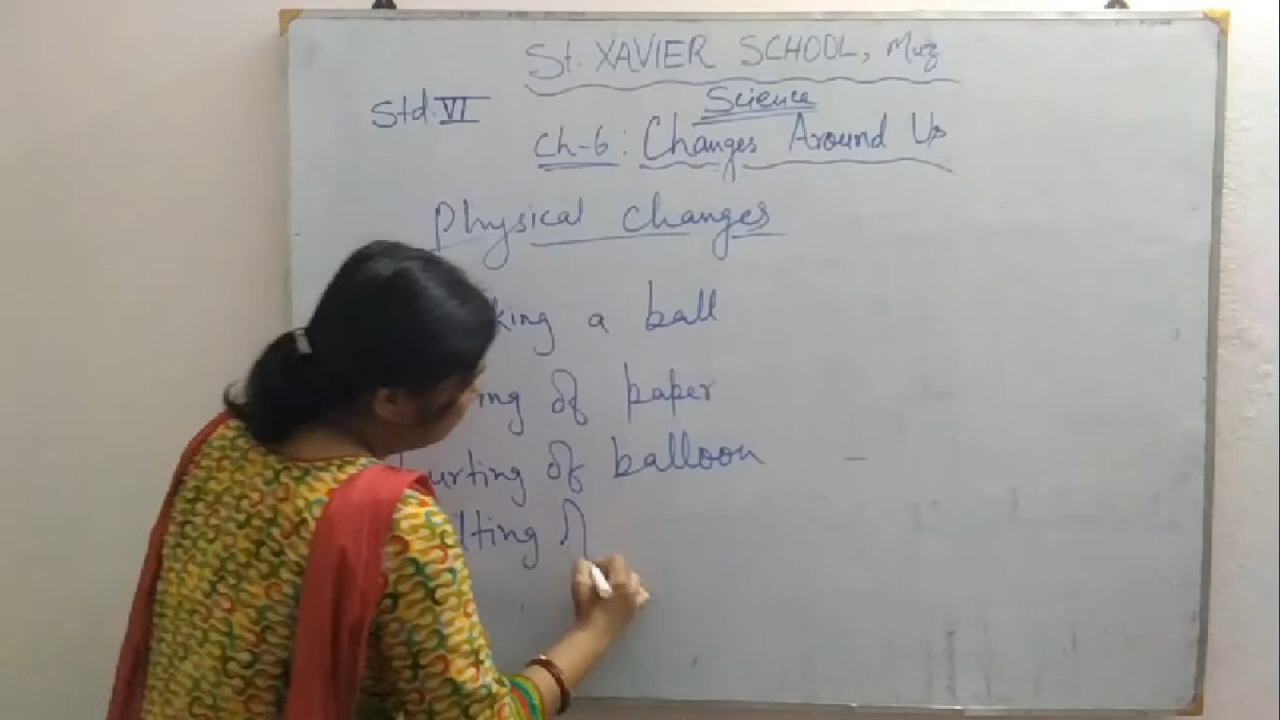 St. XAVIER SCHOOL, Muz
Science
Std. VI
Ch-6: Changes Around Us
Physical changes
king a ball
ing of paper
burting of balloon
lting